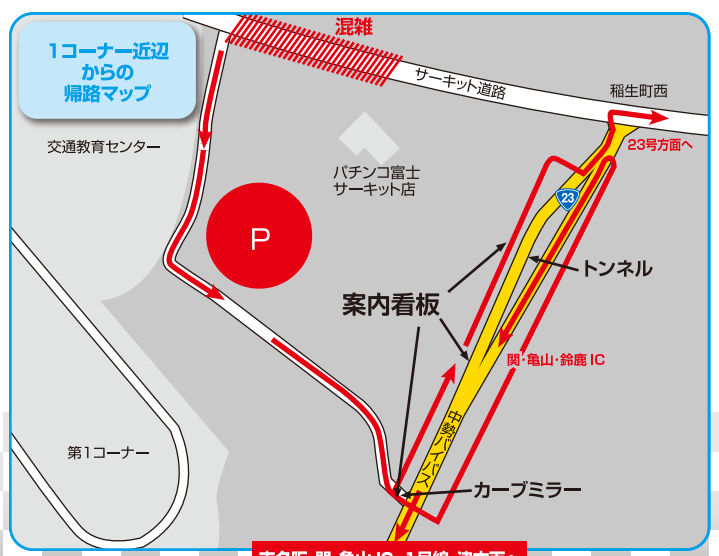 1コーナー近辺
からの
帰路マップ
混雑
サーキット道路
稲生町西
23号方面へ
交通教育センター
パチンコ富士
サーキット店
P
23
トンネル
案内看板
関・亀山・鈴鹿IC
中勢バイパス
第1コーナー
カーブミラー